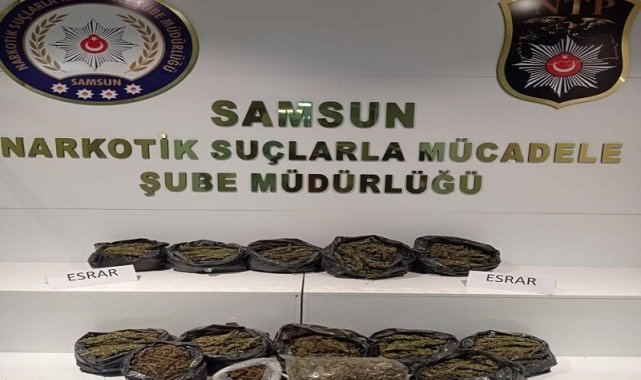 NARKOTİK SUÇLARLA MÜCADELE ŞUBE MÜDÜRLÜĞÜ
SAMSUN
NTP
SAMSUN
NARKOTİK SUÇLARLA MÜCADELE
ŞUBE MÜDÜRLÜĞÜ
ESRAR
ESRAR